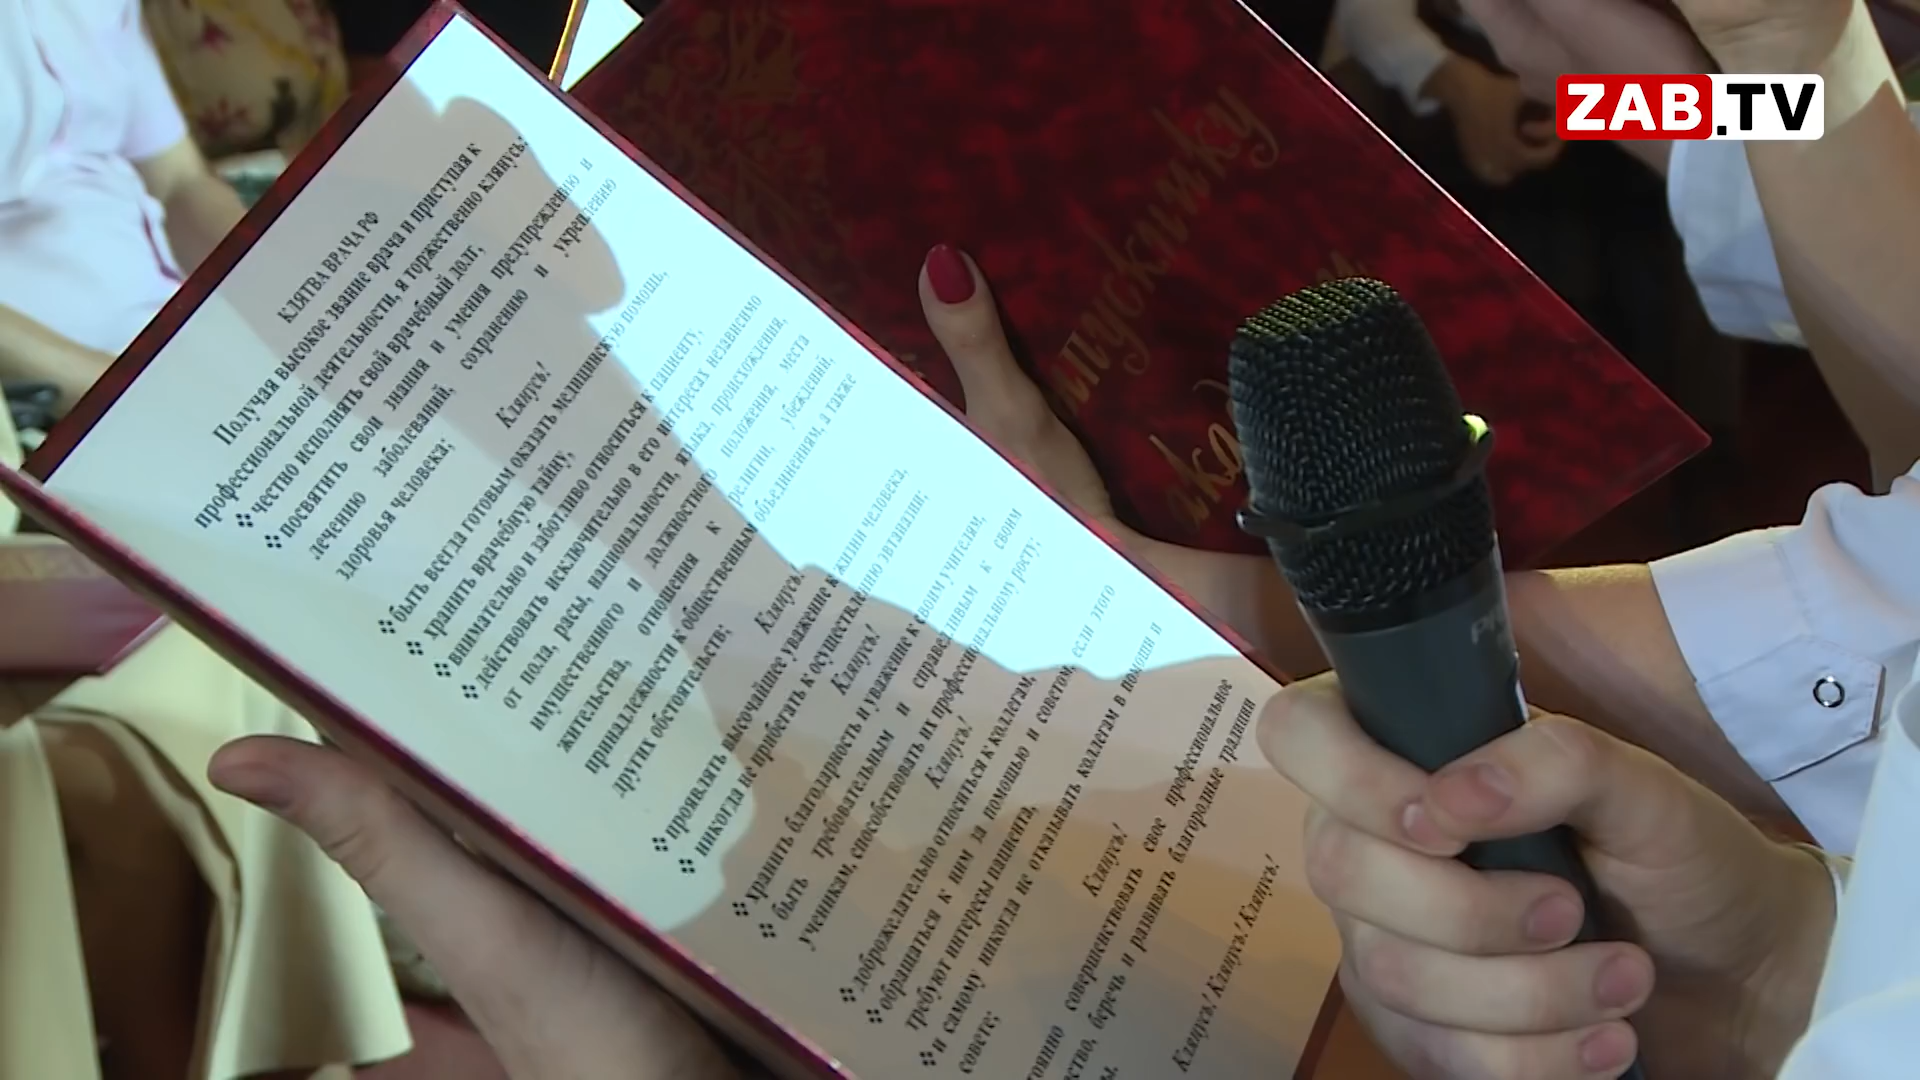 ZAB.TV
КЛЯТВА ВРАЧА РФ
Получая высокое звание врача и приступая к
профессиональной деятельности, я торжественно клянусь:
честно исполнять свой врачебный долг,
посвятить свои знания и умения предупреждению и
лечению заболеваний, сохранению и укреплению
здоровья человека;
Клянусь!
быть всегда готовым оказать медицинскую помощь,
хранить врачебную тайну,
внимательно и заботливо относиться к пациенту,
действовать исключительно в его интересах независимо
от пола, расы, национальности, языка, происхождения,
имущественного и должностного положения, места
жительства, отношения к религии, убеждений,
принадлежности к общественным объединениям, а также
других обстоятельств;
Клянусь!
проявлять высочайшее уважение к жизни человека,
никогда не прибегать к осуществлению эвтаназии;
Клянусь!
хранить благодарность и уважение к своим учителям,
быть требовательным и справедливым к своим
ученикам, способствовать их профессиональному росту;
Клянусь!
доброжелательно относиться к коллегам,
обращаться к ним за помощью и советом, если этого
требуют интересы пациента,
и самому никогда не отказывать коллегам в помощи и
совете;
Клянусь!
совершенствовать свое профессиональное
беречь и развивать благородные традиции
Клянусь! Клянусь! Клянусь!